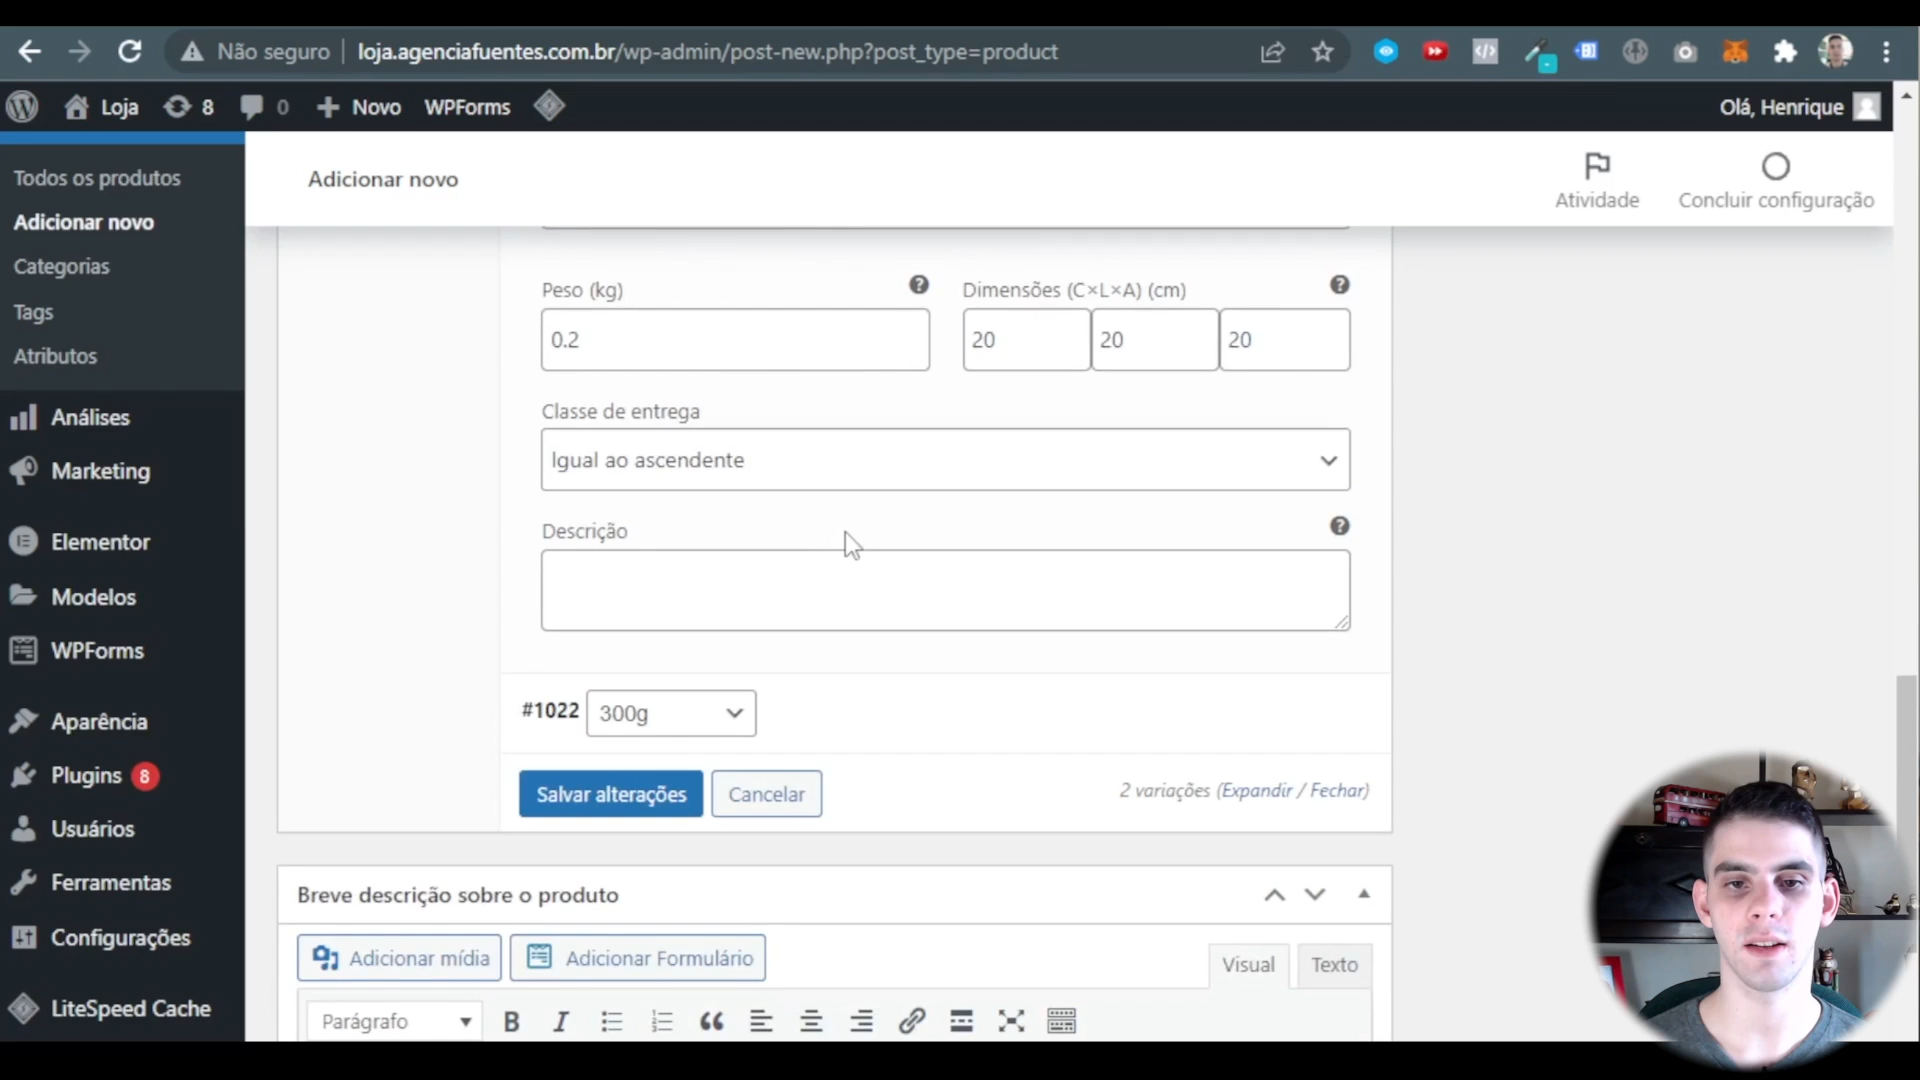 Não seguro loja.agenciafuentes.com.br/wp-admin/post-new.php?post_type=product
Loja 8 0 Novo WPForms Olá, Henrique
Todos os produtos
Adicionar novo
Categorias
Tags
Atributos
Análises
Marketing
Elementor
Modelos
WPForms
Aparência
Plugins 8
Usuários
Ferramentas
Configurações
LiteSpeed Cache
Adicionar novo
Atividade
Concluir configuração
Peso (kg)
Dimensões (C×L×A) (cm)
0.2
20 20 20
Classe de entrega
Igual ao ascendente
Descrição
#1022 300g
Salvar alterações Cancelar 2 variações (Expandir / Fechar)
Breve descrição sobre o produto
Adicionar mídia Adicionar Formulário Visual Texto
Parágrafo B I